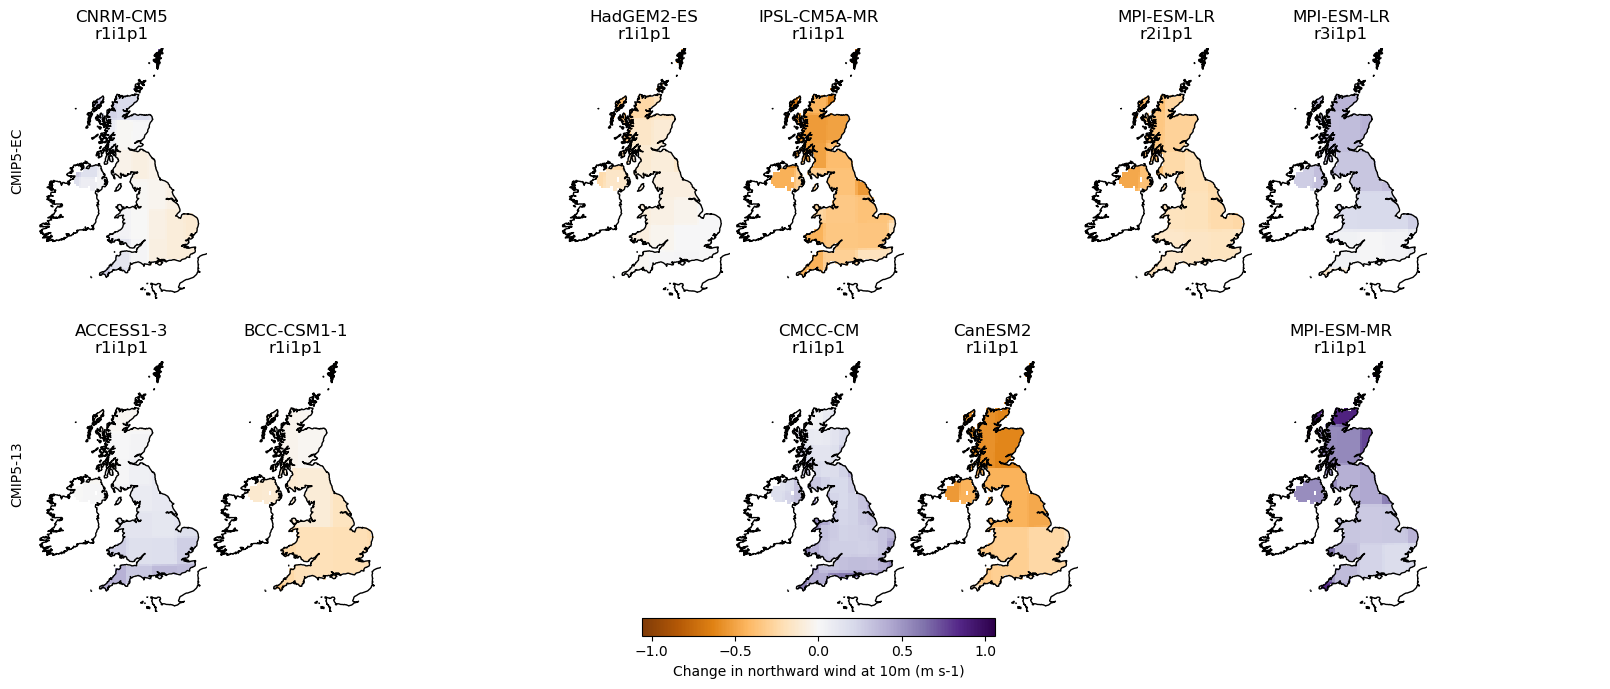 CNRM-CM5
r1i1p1
HadGEM2-ES
r1i1p1
IPSL-CM5A-MR
r1i1p1
MPI-ESM-LR
r2i1p1
MPI-ESM-LR
r3i1p1
CMIP5-EC
ACCESS1-3
r1i1p1
BCC-CSM1-1
r1i1p1
CMCC-CM
r1i1p1
CanESM2
r1i1p1
MPI-ESM-MR
r1i1p1
CMIP5-13
−1.0 −0.5 0.0 0.5 1.0
Change in northward wind at 10m (m s-1)